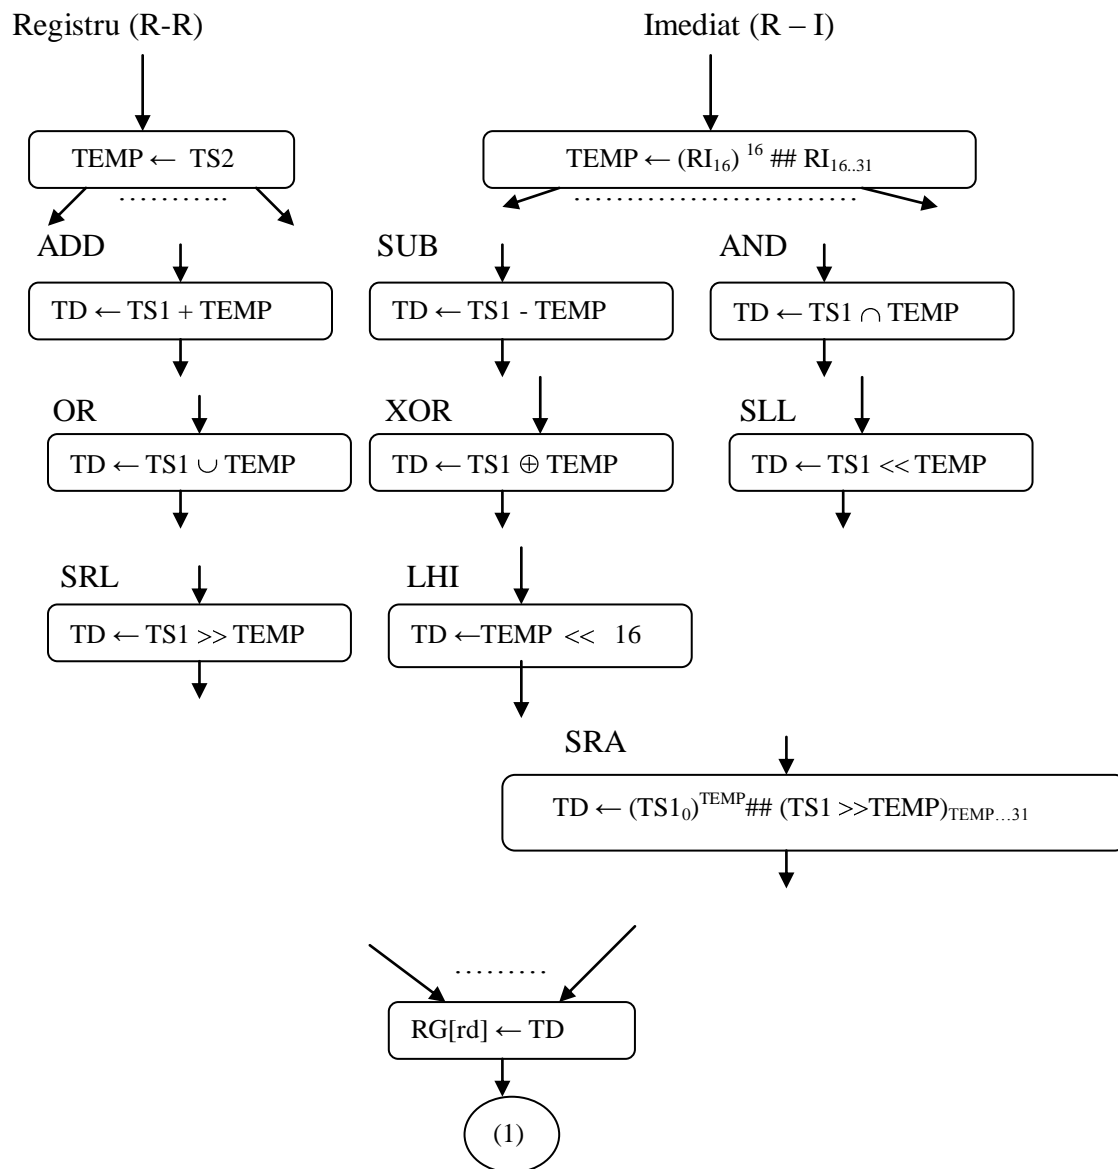 Registru (R-R)
Imediat (R – I)
TEMP ← TS2
TEMP ← (RI₁₆) ¹⁶ ## RI₁₆..₃₁
………...
…………………………
ADD
SUB
AND
TD ← TS1 + TEMP
TD ← TS1 - TEMP
TD ← TS1 ∩ TEMP
OR
XOR
SLL
TD ← TS1 ∪ TEMP
TD ← TS1 ⊕ TEMP
TD ← TS1 << TEMP
SRL
LHI
TD ← TS1 >> TEMP
TD ←TEMP << 16
SRA
TD ← (TS1₀)^TEMP## (TS1 >>TEMP)_TEMP…31
………
RG[rd] ← TD
(1)